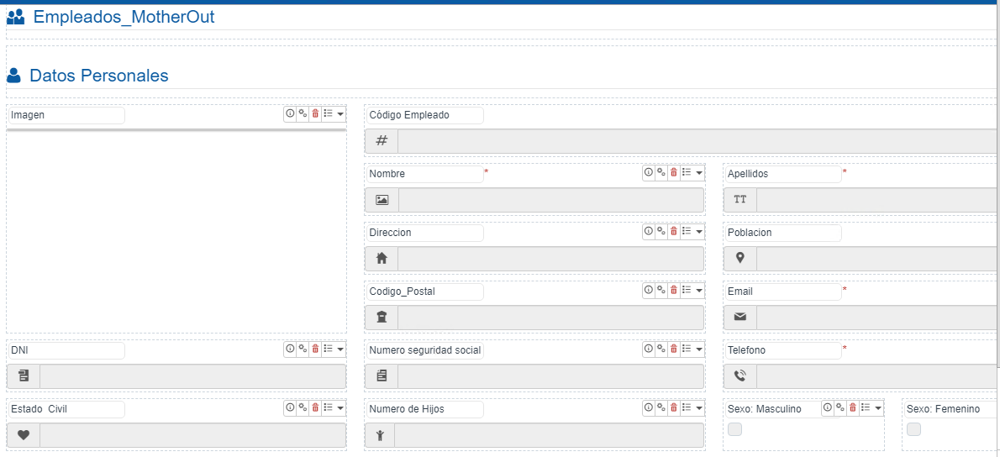 Empleados_MotherOut
Datos Personales
Imagen
Código Empleado
Nombre *
Apellidos *
Direccion
Poblacion
Codigo_Postal
Email *
DNI
Numero seguridad social
Telefono *
Estado Civil
Numero de Hijos
Sexo: Masculino
Sexo: Femenino